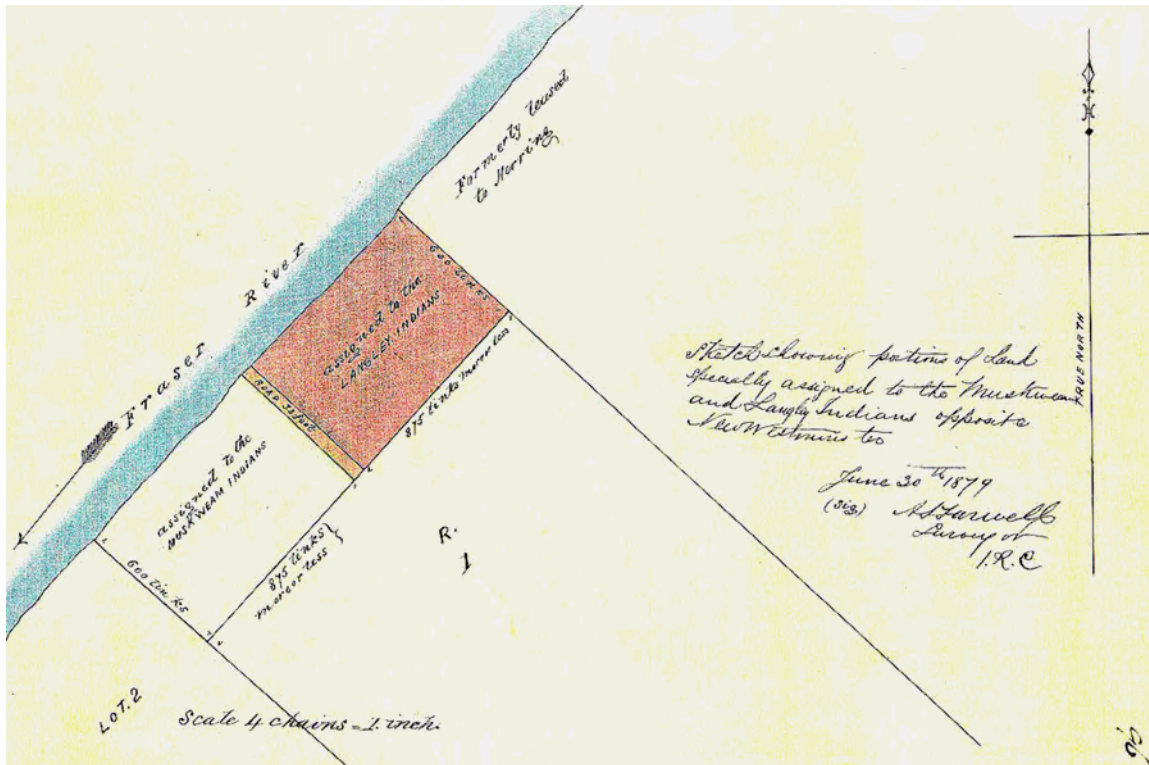 Formerly leased
to Herring
Fraser River
600 links
assigned to the
LANGLEY INDIANS
875 links more or less
ROAD 33 feet
assigned to the
MUSKWEAM INDIANS
875 links
more or less
600 links
R.
1
LOT. 2
Scale 4 chains = 1 inch.
TRUE NORTH
Sketch showing portions of Land
specially assigned to the
and Langley Indians opposite
New Westminster
June 30th 1879
(sig)
Surveyor
I.R.C